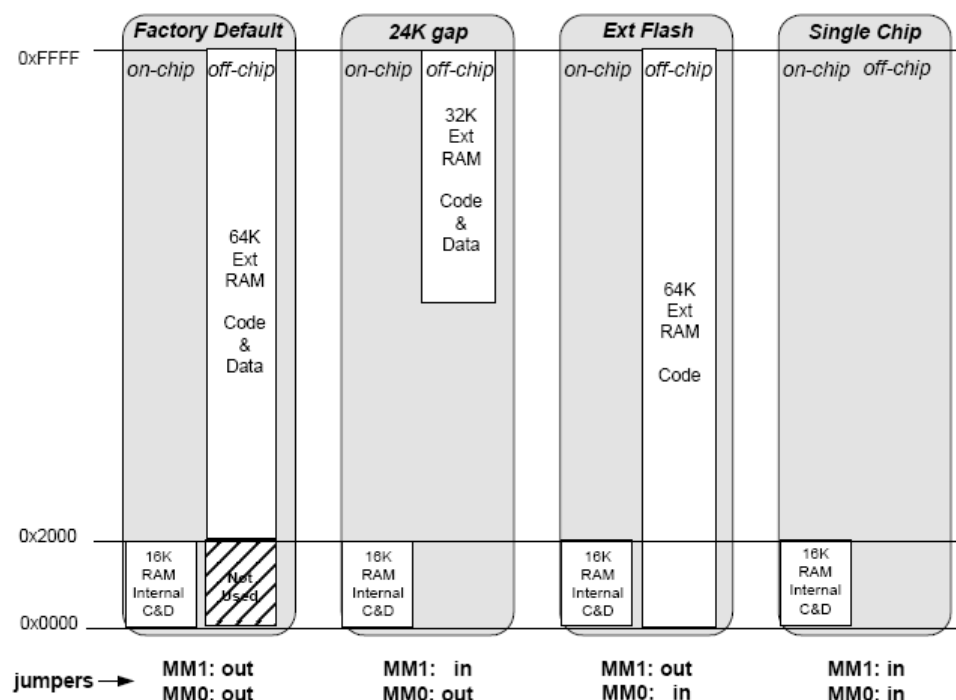 Factory Default
24K gap
Ext Flash
Single Chip
0xFFFF
on-chip off-chip
on-chip off-chip
on-chip off-chip
on-chip off-chip
64K
Ext
RAM
Code
&
Data
32K
Ext
RAM
Code
&
Data
64K
Ext
RAM
Code
0x2000
16K
RAM
Internal
C&D
Not
Used
16K
RAM
Internal
C&D
16K
RAM
Internal
C&D
16K
RAM
Internal
C&D
0x0000
jumpers
MM1: out
MM0: out
MM1: in
MM0: out
MM1: out
MM0: in
MM1: in
MM0: in